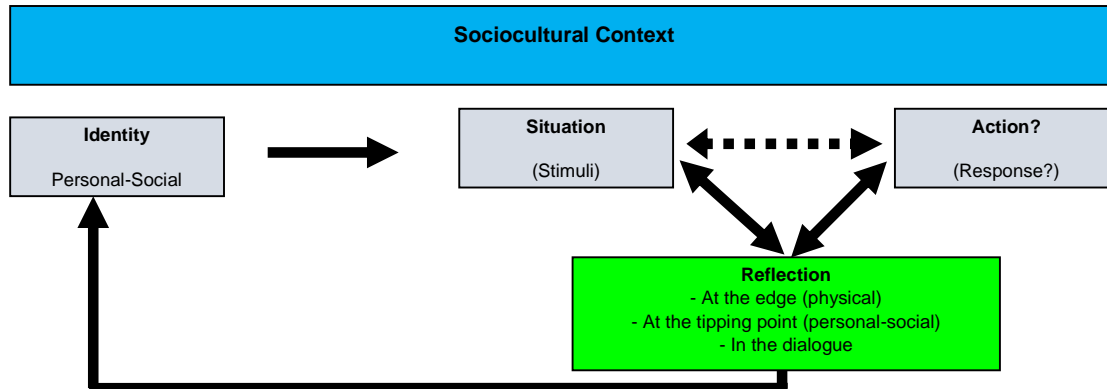 Sociocultural Context
Identity
Personal-Social
Situation
(Stimuli)
Action?
(Response?)
Reflection
- At the edge (physical)
- At the tipping point (personal-social)
- In the dialogue